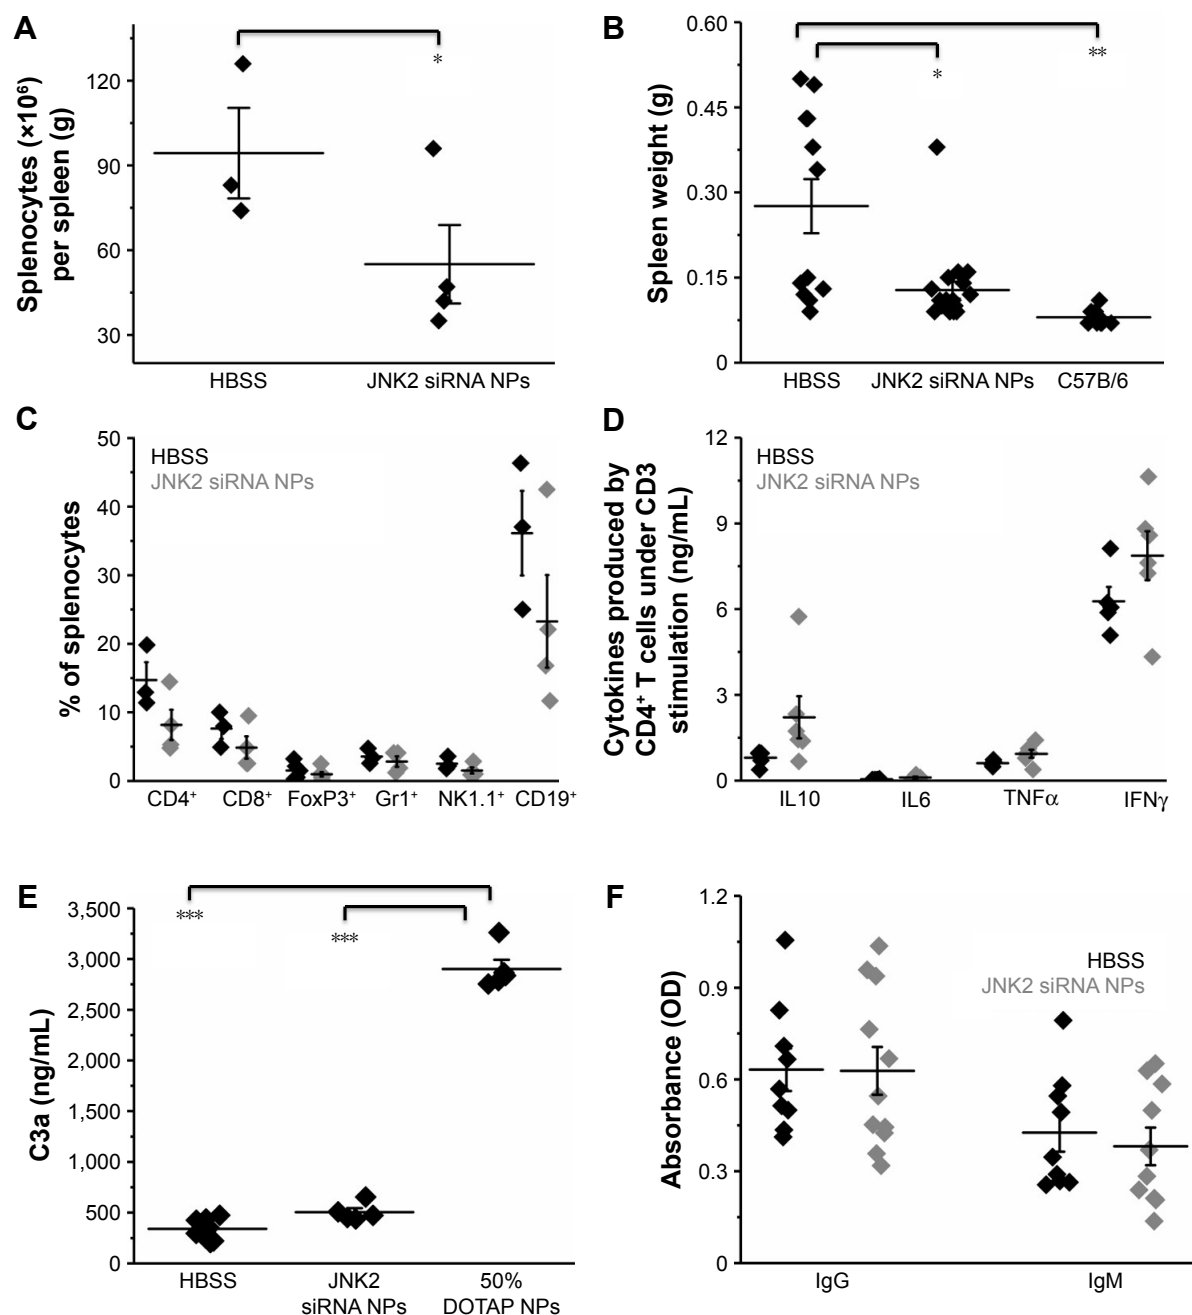 A
Splenocytes (×10⁶)
per spleen (g)
120
90
60
30
*
HBSS
JNK2 siRNA NPs
B
Spleen weight (g)
0.60
0.45
0.30
0.15
0
*
**
HBSS
JNK2 siRNA NPs
C57B/6
C
% of splenocytes
50
40
30
20
10
0
HBSS
JNK2 siRNA NPs
CD4⁺
CD8⁺
FoxP3⁺
Gr1⁺
NK1.1⁺
CD19⁺
D
Cytokines produced by
CD4⁺ T cells under CD3
stimulation (ng/mL)
12
9
6
3
0
HBSS
JNK2 siRNA NPs
IL10
IL6
TNFα
IFNγ
E
C3a (ng/mL)
3,500
3,000
2,500
2,000
1,500
1,000
500
0
***
***
HBSS
JNK2
siRNA NPs
50%
DOTAP NPs
F
Absorbance (OD)
1.2
0.9
0.6
0.3
0
HBSS
JNK2 siRNA NPs
IgG
IgM